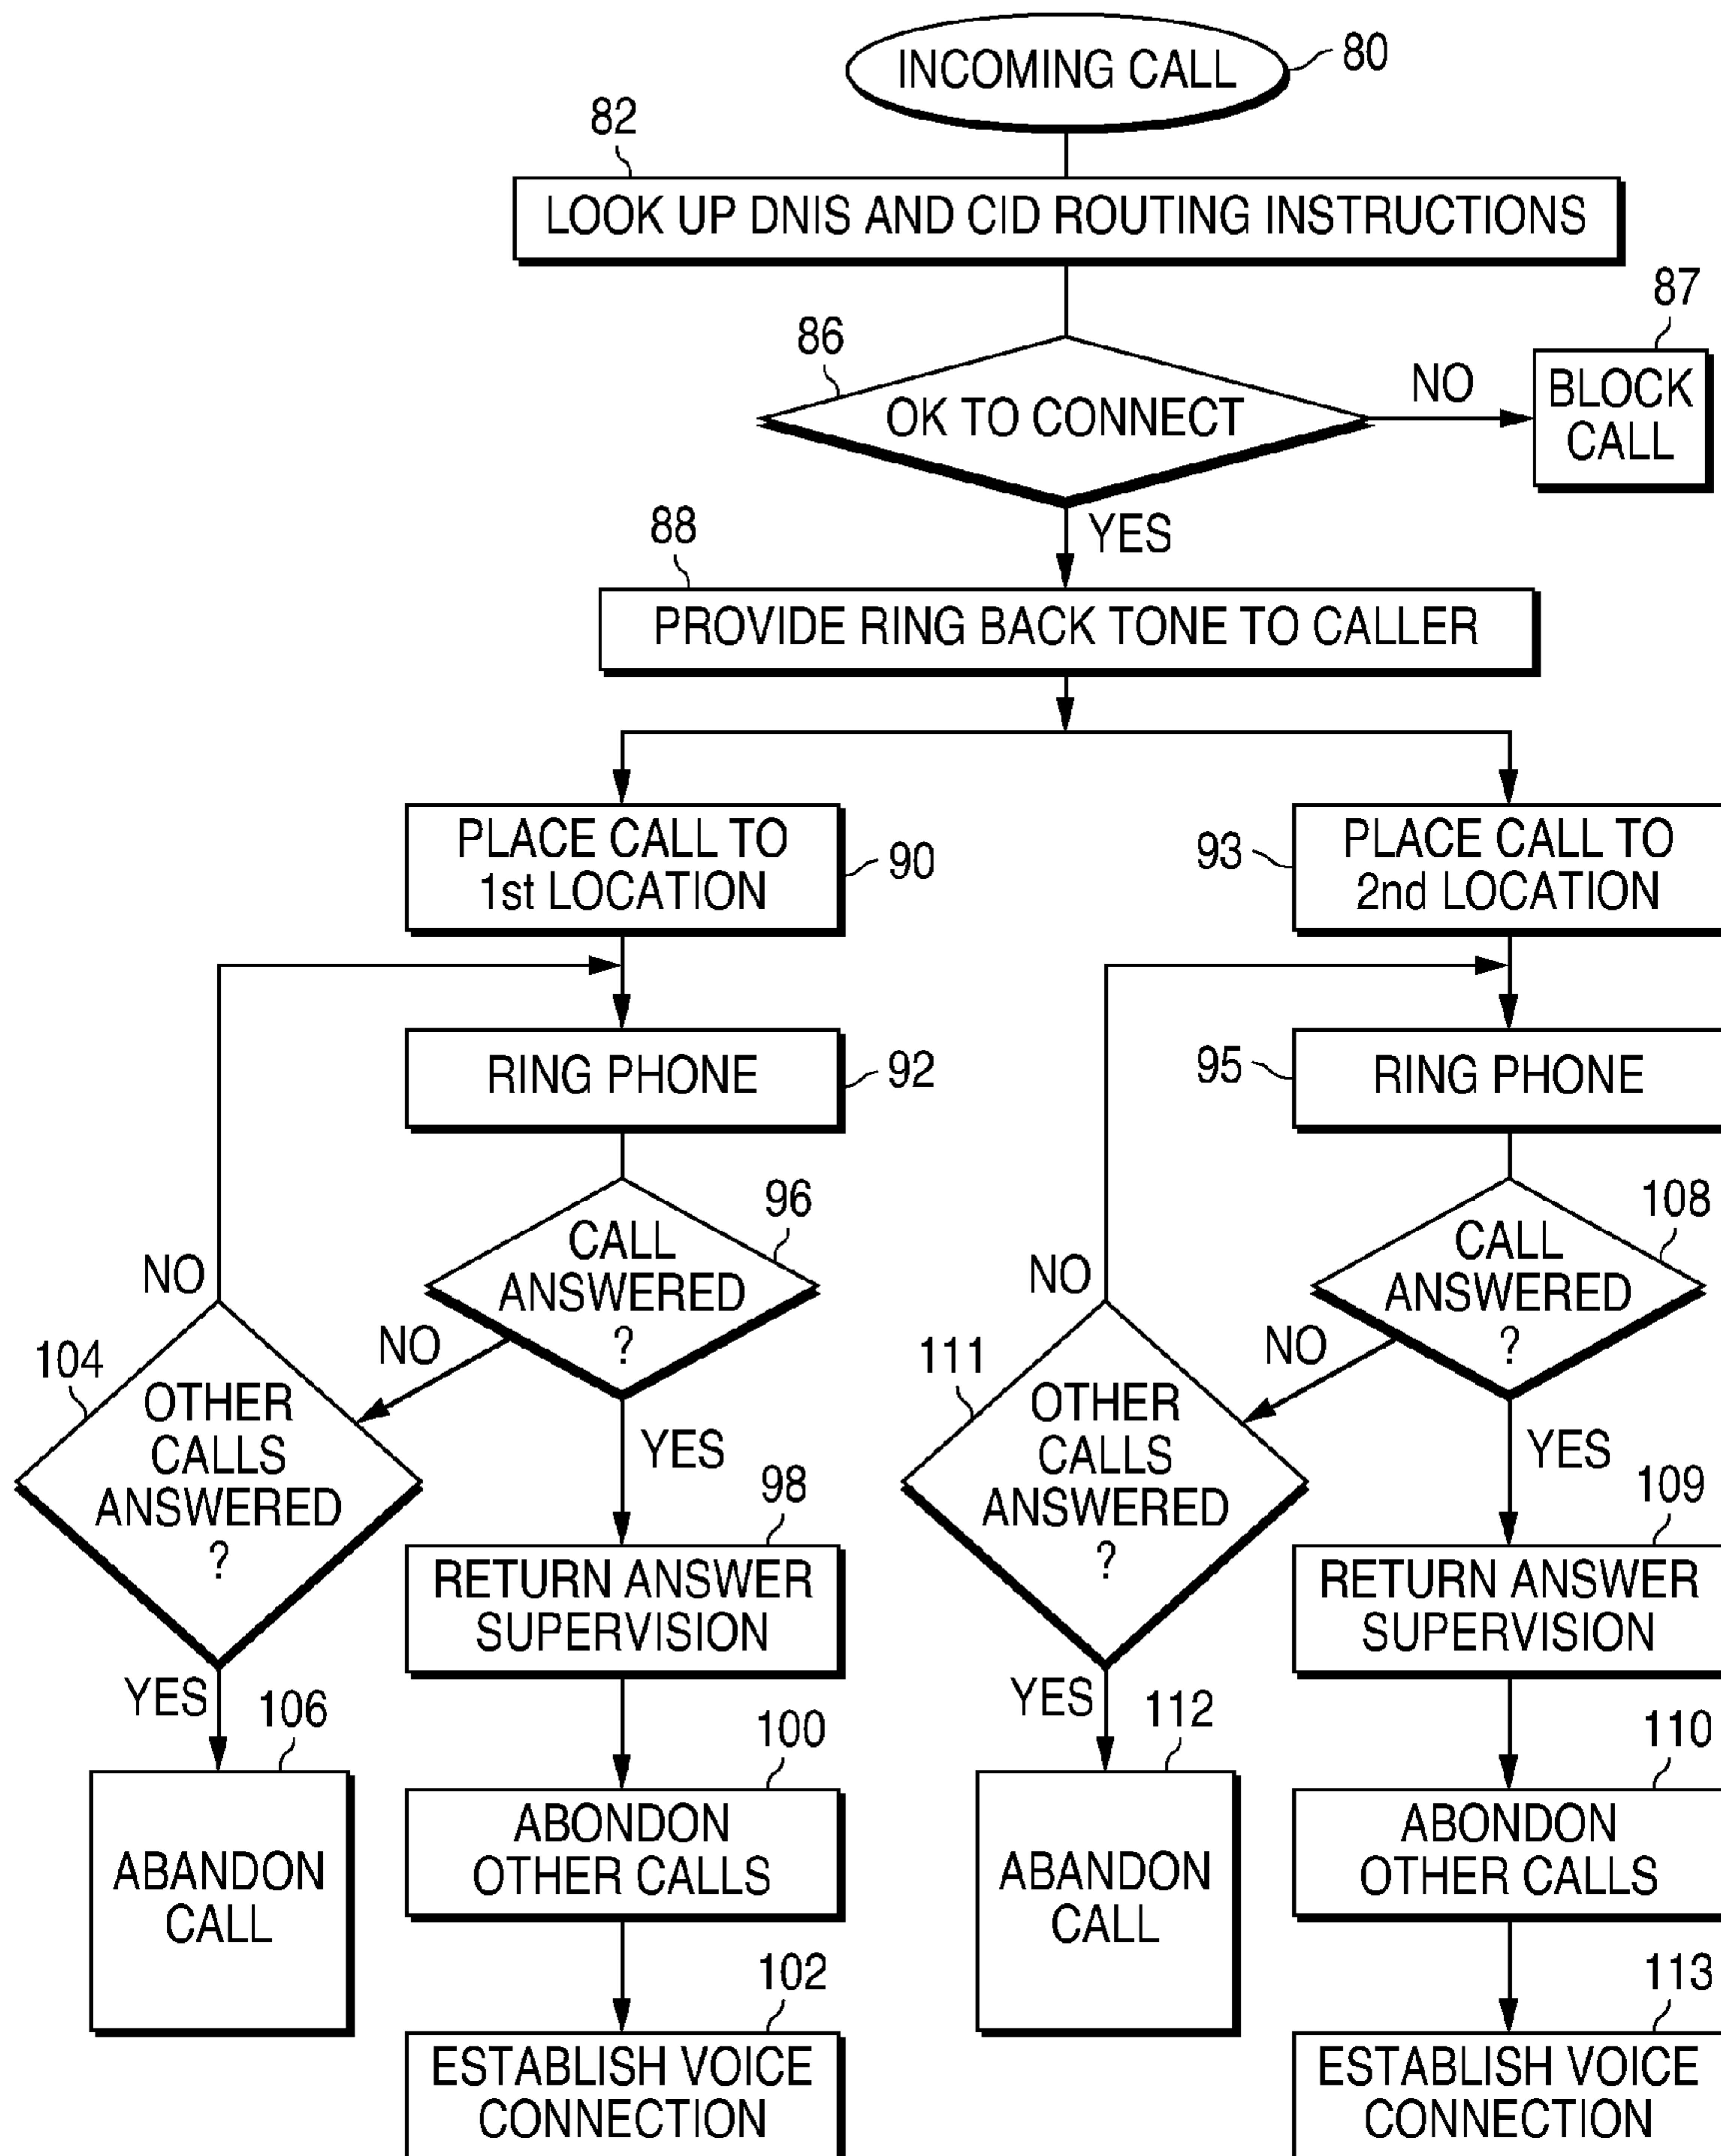 INCOMING CALL
80
82
LOOK UP DNIS AND CID ROUTING INSTRUCTIONS
87
86
OK TO CONNECT
NO
BLOCK
CALL
YES
88
PROVIDE RING BACK TONE TO CALLER
PLACE CALL TO
1st LOCATION
90
93
PLACE CALL TO
2nd LOCATION
RING PHONE
92
95
RING PHONE
96
CALL
ANSWERED
?
NO
NO
104
OTHER
CALLS
ANSWERED
?
YES
98
RETURN ANSWER
SUPERVISION
YES
106
ABANDON
CALL
100
ABONDON
OTHER CALLS
102
ESTABLISH VOICE
CONNECTION
108
CALL
ANSWERED
?
NO
NO
111
OTHER
CALLS
ANSWERED
?
YES
109
RETURN ANSWER
SUPERVISION
YES
112
ABANDON
CALL
110
ABONDON
OTHER CALLS
113
ESTABLISH VOICE
CONNECTION